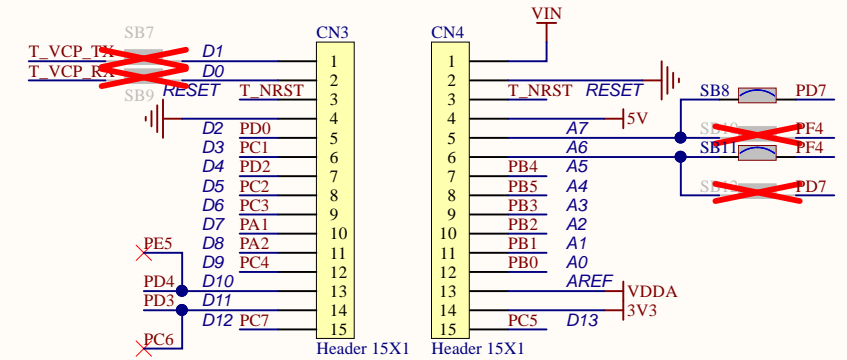 VIN
SB7
CN3
CN4
T_VCP_TX
D1
1
1
T_VCP_RX
D0
2
2
SB9
RESET
T_NRST
3
3
T_NRST
RESET
SB8
PD7
4
4
5V
D2
PD0
5
5
A7
PF4
D3
PC1
6
6
A6
SB11
PF4
D4
PD2
7
7
PB4
A5
D5
PC2
8
8
PB5
A4
PD7
D6
PC3
9
9
PB3
A3
D7
PA1
10
10
PB2
A2
D8
PA2
11
11
PB1
A1
PE5
D9
PC4
12
12
PB0
A0
PD4
D10
13
13
AREF
VDDA
PD3
D11
14
14
3V3
D12
PC7
15
15
PC5
D13
PC6
Header 15X1
Header 15X1